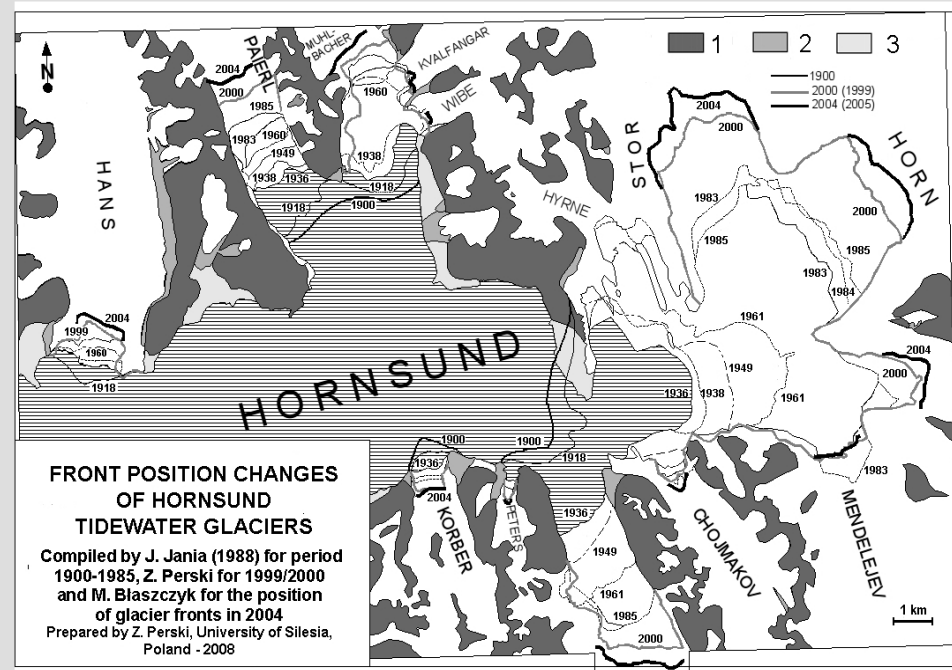 N
PAIERL
MUHL-
BACHER
KVALFANGAR
WIBE
1
2
3
1900
2000 (1999)
2004 (2005)
2004
2000
1985
1983
1960
1949
1938
1936
1918
1960
1938
1918
1900
HANS
HYRNE
STOR
HORN
2004
2000
2000
1983
1985
1985
1983
1984
1961
2004
1999
1960
1918
HORNSUND
1949
1936
1938
1961
2004
2000
1983
1900
1936
2004
1900
1918
KORBER
PETERS
1936
1949
1961
1985
2000
CHOJMAKOV
MENDELEJEV
1 km
FRONT POSITION CHANGES
OF HORNSUND
TIDEWATER GLACIERS
Compiled by J. Jania (1988) for period
1900-1985, Z. Perski for 1999/2000
and M. Błaszczyk for the position
of glacier fronts in 2004
Prepared by Z. Perski, University of Silesia,
Poland - 2008